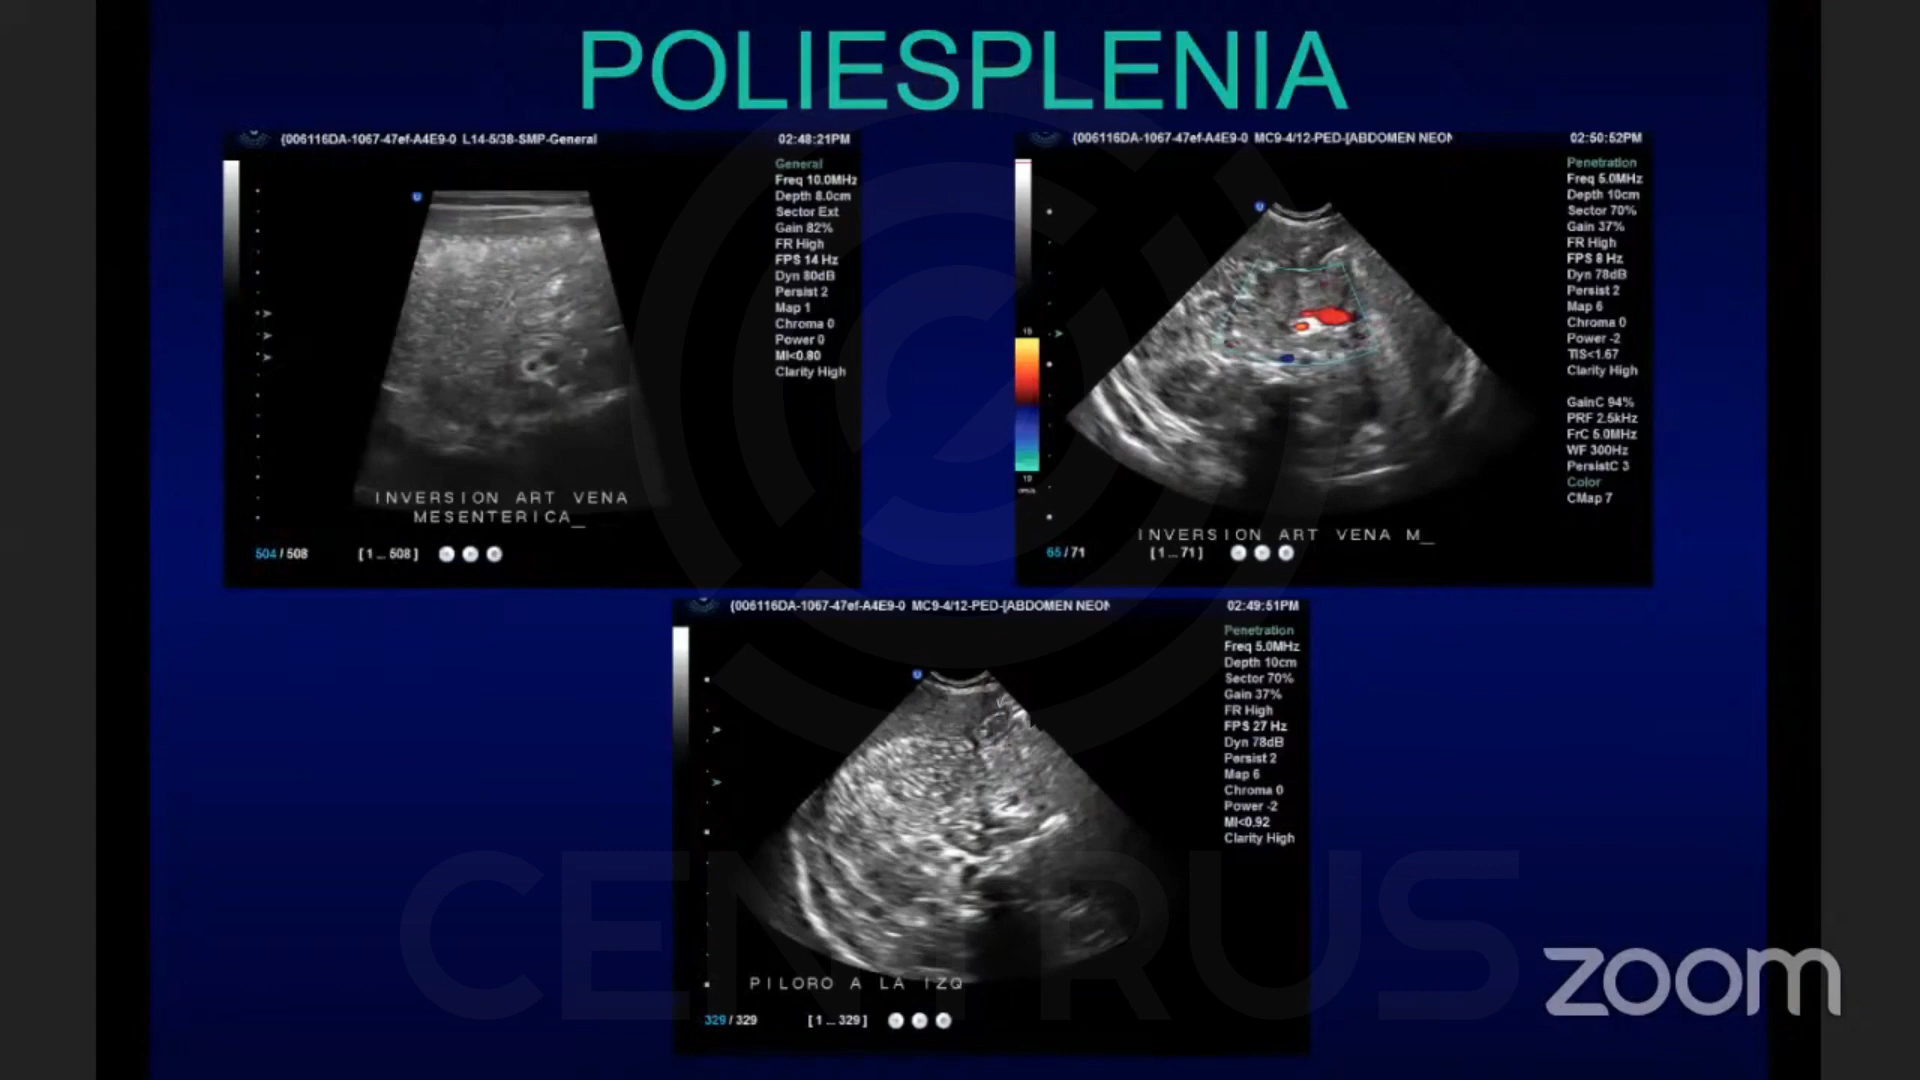 POLIESPLENIA
{006116DA-1067-47ef-A4E9-0 L14-5/38-SMP-General 02:48:21PM
General
Freq 10.0MHz
Depth 8.0cm
Sector Ext
Gain 82%
FR High
FPS 14 Hz
Dyn 80dB
Persist 2
Map 1
Chroma 0
Power 0
MI<0.80
Clarity High
INVERSION ART VENA
MESENTERICA_
504 / 508 [ 1 ... 508 ]
{006116DA-1067-47ef-A4E9-0 MC9-4/12-PED-[ABDOMEN NEON 02:50:52PM
Penetration
Freq 5.0MHz
Depth 10cm
Sector 70%
Gain 37%
FR High
FPS 8 Hz
Dyn 78dB
Persist 2
Map 6
Chroma 0
Power -2
TIS<1.67
Clarity High
GainC 94%
PRF 2.5kHz
FrC 5.0MHz
WF 300Hz
PersistC 3
Color
CMap 7
INVERSION ART VENA M_
65 / 71 [ 1 ... 71 ]
{006116DA-1067-47ef-A4E9-0 MC9-4/12-PED-[ABDOMEN NEON 02:49:51PM
Penetration
Freq 5.0MHz
Depth 10cm
Sector 70%
Gain 37%
FR High
FPS 27 Hz
Dyn 78dB
Persist 2
Map 6
Chroma 0
Power -2
MI<0.92
Clarity High
PILORO A LA IZQ
329 / 329 [ 1 ... 329 ]
CENTRUS
zoom